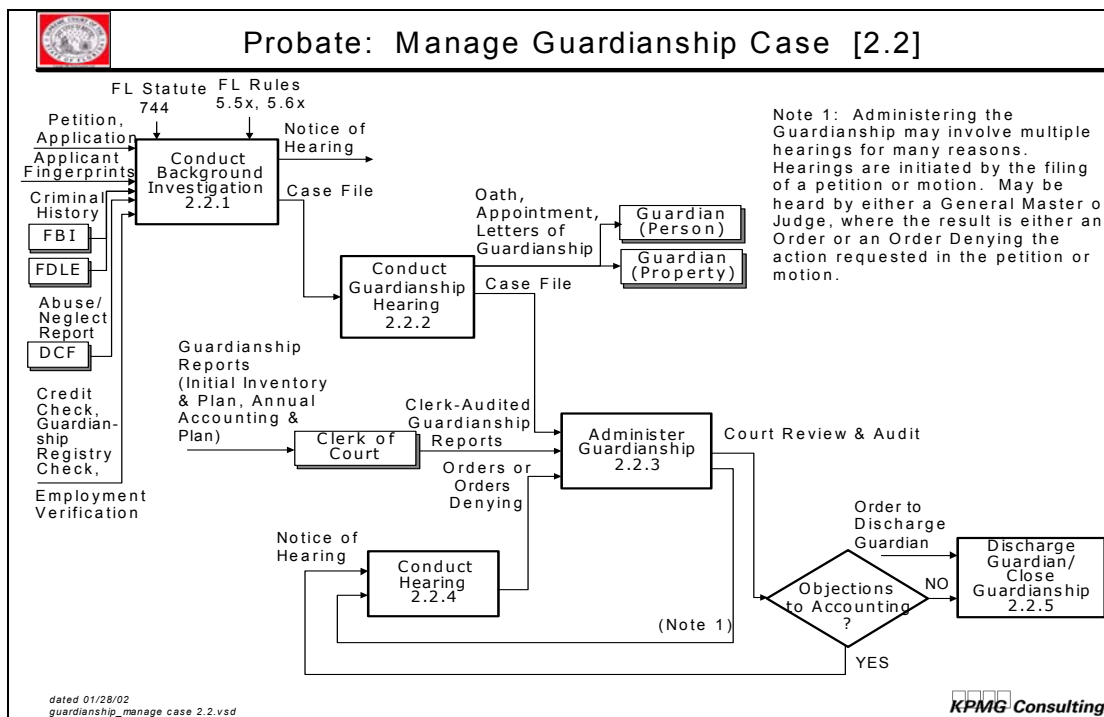 Probate: Manage Guardianship Case [2.2]
FL Statute
744
FL Rules
5.5x, 5.6x
Petition,
Application
Applicant
Fingerprints
Criminal
History
FBI
FDLE
Abuse/
Neglect
Report
DCF
Credit
Check,
Guardian-
ship
Registry
Check,
Employment
Verification
Conduct
Background
Investigation
2.2.1
Notice of
Hearing
Case File
Conduct
Guardianship
Hearing
2.2.2
Oath,
Appointment,
Letters of
Guardianship
Guardian
(Person)
Guardian
(Property)
Case File
Note 1: Administering the
Guardianship may involve multiple
hearings for many reasons.
Hearings are initiated by the filing
of a petition or motion. May be
heard by either a General Master o
Judge, where the result is either an
Order or an Order Denying the
action requested in the petition or
motion.
Guardianship
Reports
(Initial Inventory
& Plan, Annual
Accounting &
Plan)
Clerk of
Court
Clerk-Audited
Guardianship
Reports
Administer
Guardianship
2.2.3
Court Review & Audit
Orders or
Orders
Denying
Notice of
Hearing
Conduct
Hearing
2.2.4
(Note 1)
Objections
to Accounting
?
YES
NO
Order to
Discharge
Guardian
Discharge
Guardian/
Close
Guardianship
2.2.5
dated 01/28/02
guardianship_manage case 2.2.vsd
KPMG Consulting